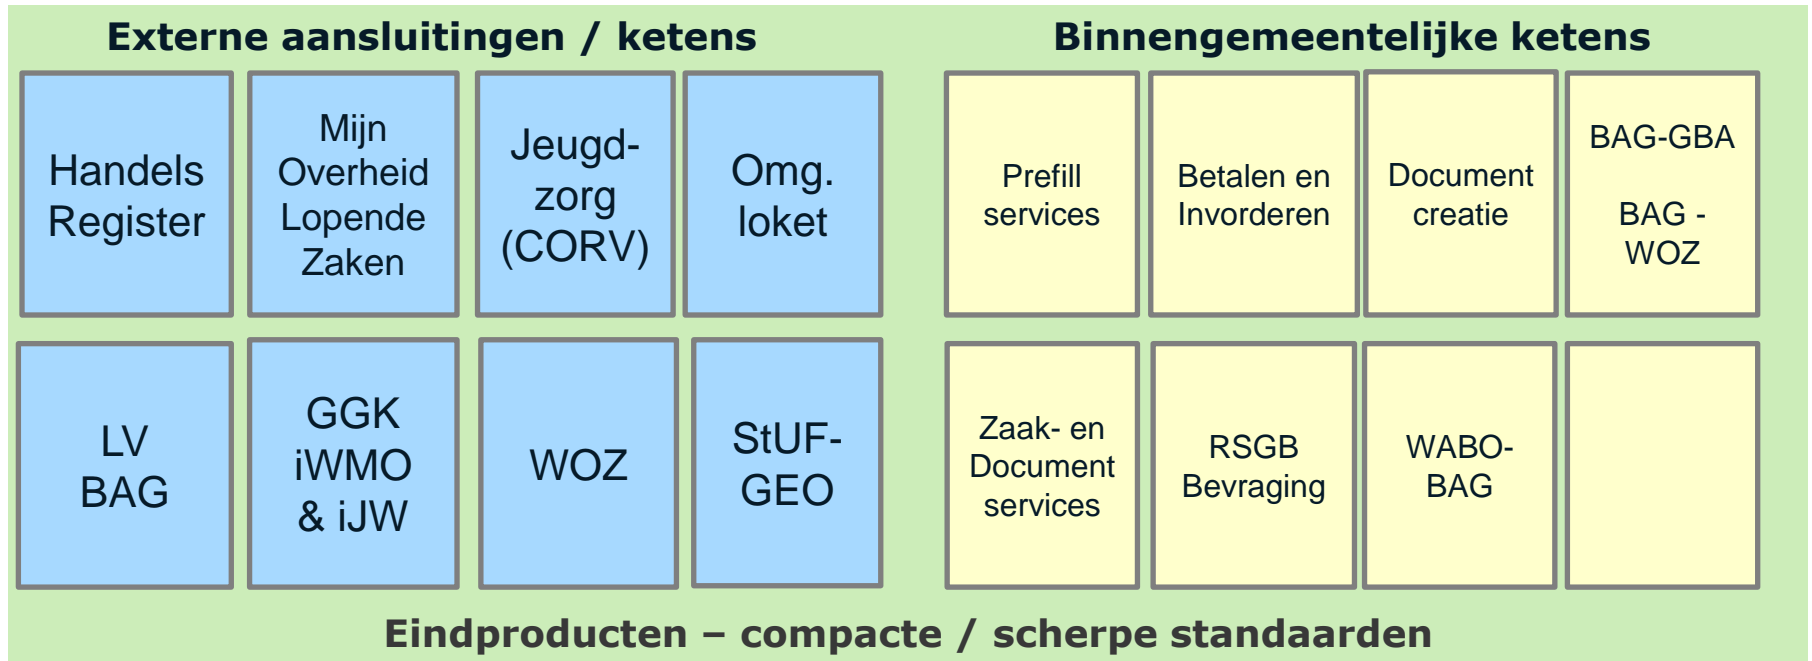 Externe aansluitingen / ketens
Handels
Register
Mijn
Overheid
Lopende
Zaken
Jeugd-
zorg
(CORV)
Omg.
loket
LV
BAG
GGK
iWMO
& iJW
WOZ
StUF-
GEO
Binnengemeentelijke ketens
Prefill
services
Betalen en
Invorderen
Document
creatie
BAG-GBA
BAG -
WOZ
Zaak- en
Document
services
RSGB
Bevraging
WABO-
BAG
Eindproducten – compacte / scherpe standaarden